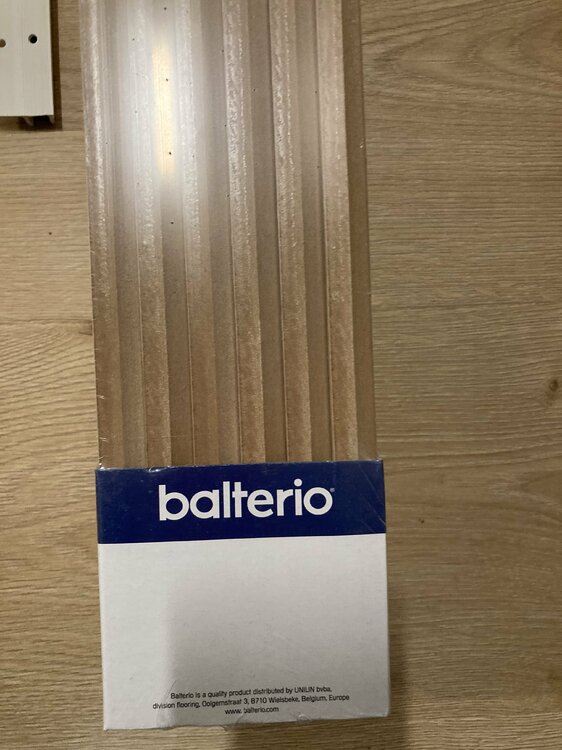 balterio
Balterio is a quality product distributed by UNILIN bvba,
division flooring, Ooigemstraat 3, 8710 Wielsbeke, Belgium, Europe
www.balterio.com